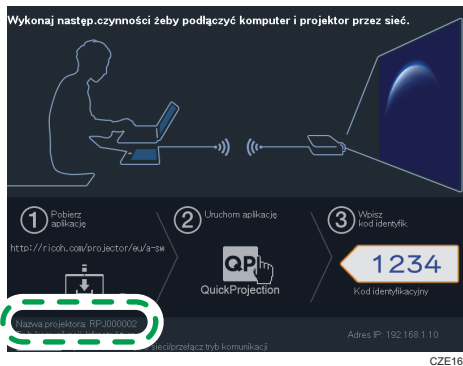 Wykonaj następ.czynności żeby podłączyć komputer i projektor przez sieć.
1 Pobierz
aplikację
http://ricoh.com/projector/eu/a-sw
2 Uruchom aplikację
QP
QuickProjection
3 Wpisz
kod identyfik.
1234
Kod identyfikacyjny
Nazwa projektora: RPJ000002
Adres IP: 192.168.1.10
sieci/przełącz tryb komunikacji
CZE16